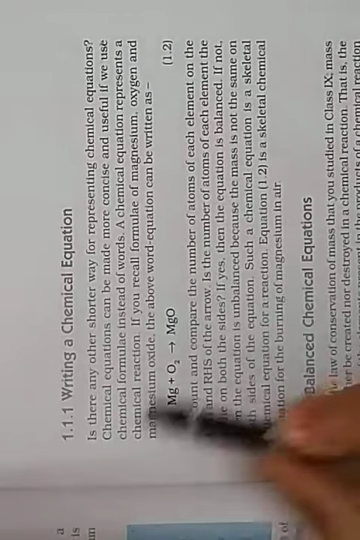 1.1.1 Writing a Chemical Equation
Is there any other shorter way for representing chemical equations?
Chemical equations can be made more concise and useful if we use
chemical formulae instead of words. A chemical equation represents a
chemical reaction. If you recall formulae of magnesium, oxygen and
magnesium oxide, the above word-equation can be written as –
Mg + O₂ → MgO (1.2)
ount and compare the number of atoms of each element on the
and RHS of the arrow. Is the number of atoms of each element the
e on both the sides? If yes, then the equation is balanced. If not,
n the equation is unbalanced because the mass is not the same on
th sides of the equation. Such a chemical equation is a skeletal
emical equation for a reaction. Equation (1.2) is a skeletal chemical
ation for the burning of magnesium in air.
Balanced Chemical Equations
law of conservation of mass that you studied in Class IX; mass
her be created nor destroyed in a chemical reaction. That is, the
a
is
of